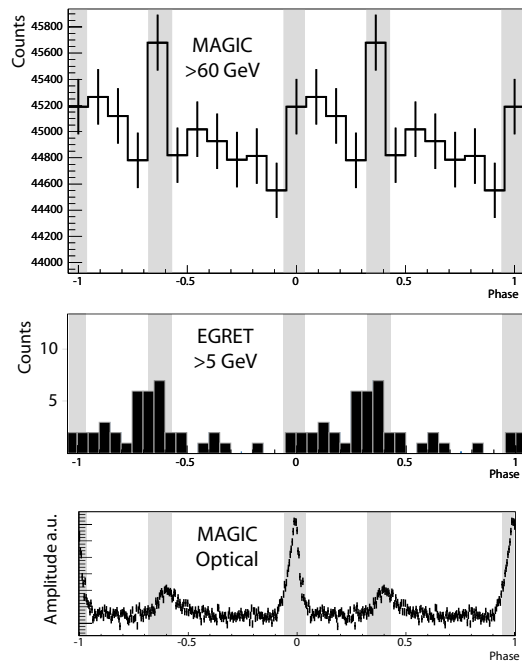 Counts
MAGIC
>60 GeV
45800
45600
45400
45200
45000
44800
44600
44400
44200
44000
-1
-0.5
0
0.5
1
Phase
Counts
EGRET
>5 GeV
10
5
-1
-0.5
0
0.5
1
Phase
Amplitude a.u.
MAGIC
Optical
-1
-0.5
0
0.5
1
Phase